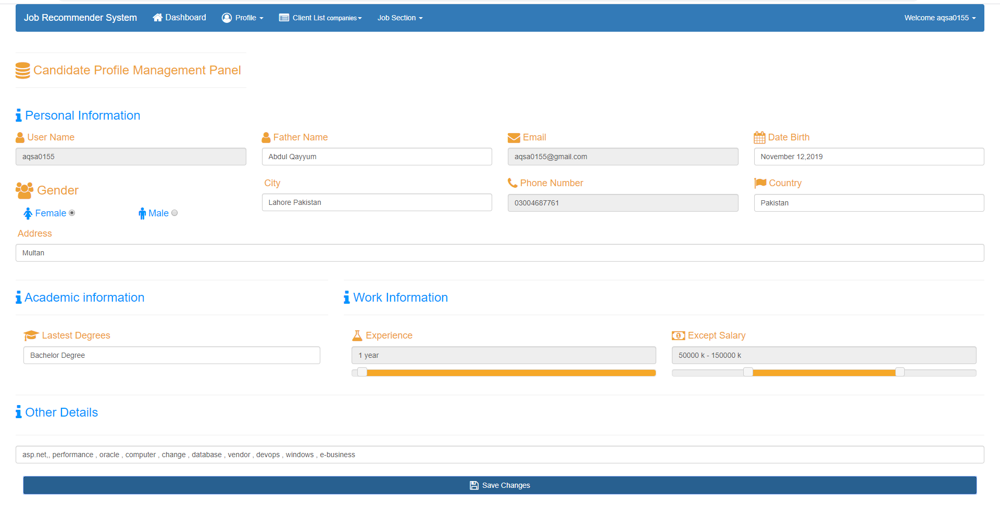 Job Recommender System Dashboard Profile Client List companies Job Section Welcome aqsa0155
Candidate Profile Management Panel
Personal Information
User Name Father Name Email Date Birth
aqsa0155 Abdul Qayyum aqsa0155@gmail.com November 12,2019
Gender City Phone Number Country
Lahore Pakistan 03004687761 Pakistan
Female Male
Address
Multan
Academic information Work Information
Lastest Degrees Experience Except Salary
Bachelor Degree 1 year 50000 k - 150000 k
Other Details
asp.net,, performance , oracle , computer , change , database , vendor , devops , windows , e-business
Save Changes